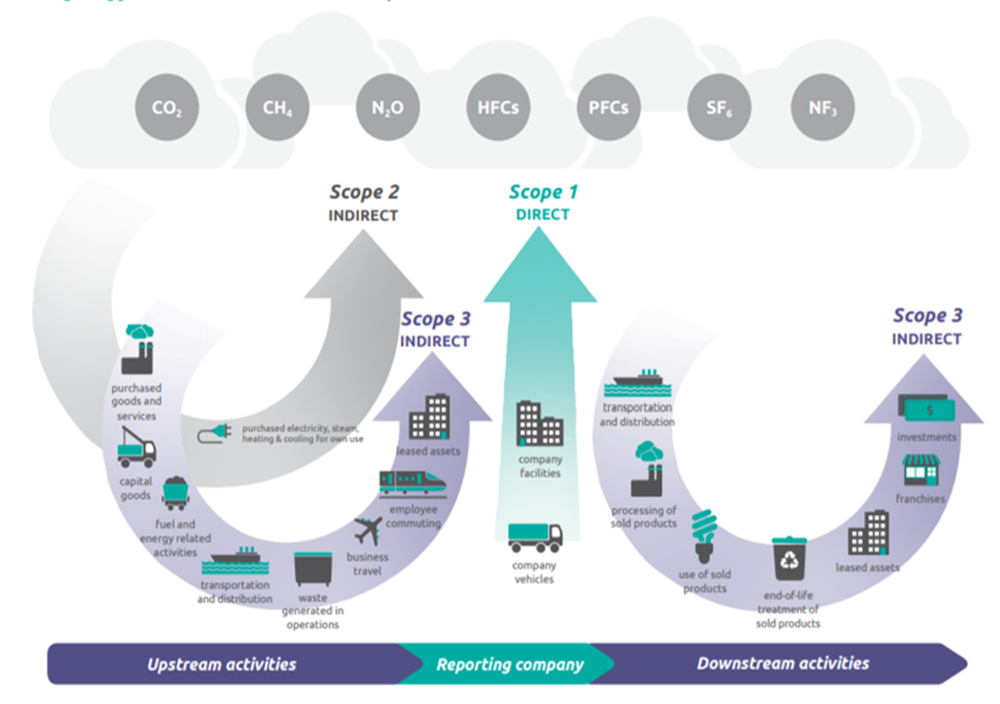 CO₂
CH₄
N₂O
HFCs
PFCs
SF₆
NF₃
Scope 2
INDIRECT
Scope 1
DIRECT
Scope 3
INDIRECT
Scope 3
INDIRECT
purchased
goods and
services
capital
goods
fuel and
energy related
activities
transportation
and distribution
waste
generated in
operations
business
travel
employee
commuting
leased assets
purchased electricity, steam,
heating & cooling for own use
company
facilities
company
vehicles
transportation
and distribution
processing of
sold products
use of sold
products
end-of-life
treatment of
sold products
leased assets
franchises
investments
$
Upstream activities
Reporting company
Downstream activities